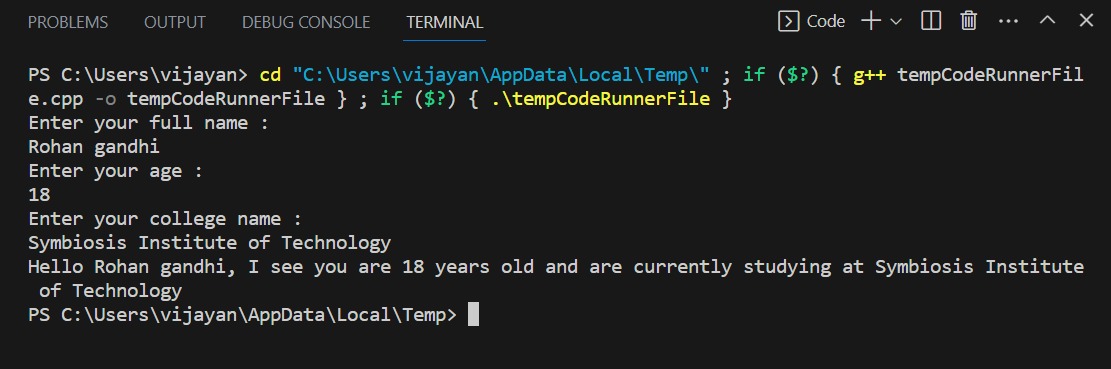 PROBLEMS OUTPUT DEBUG CONSOLE TERMINAL Code
PS C:\Users\vijayan> cd "C:\Users\vijayan\AppData\Local\Temp\" ; if ($?) { g++ tempCodeRunnerFil
e.cpp -o tempCodeRunnerFile } ; if ($?) { .\tempCodeRunnerFile }
Enter your full name :
Rohan gandhi
Enter your age :
18
Enter your college name :
Symbiosis Institute of Technology
Hello Rohan gandhi, I see you are 18 years old and are currently studying at Symbiosis Institute
 of Technology
PS C:\Users\vijayan\AppData\Local\Temp>